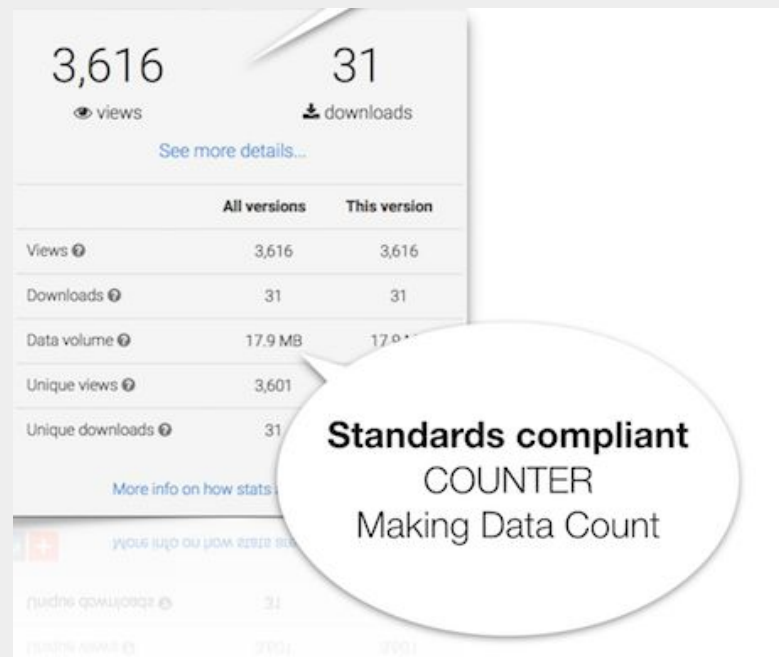 3,616 31
views downloads
See more details...
All versions This version
Views 3,616 3,616
Downloads 31 31
Data volume 17.9 MB 17.9
Unique views 3,601
Unique downloads 31
More info on how stats
Standards compliant
COUNTER
Making Data Count